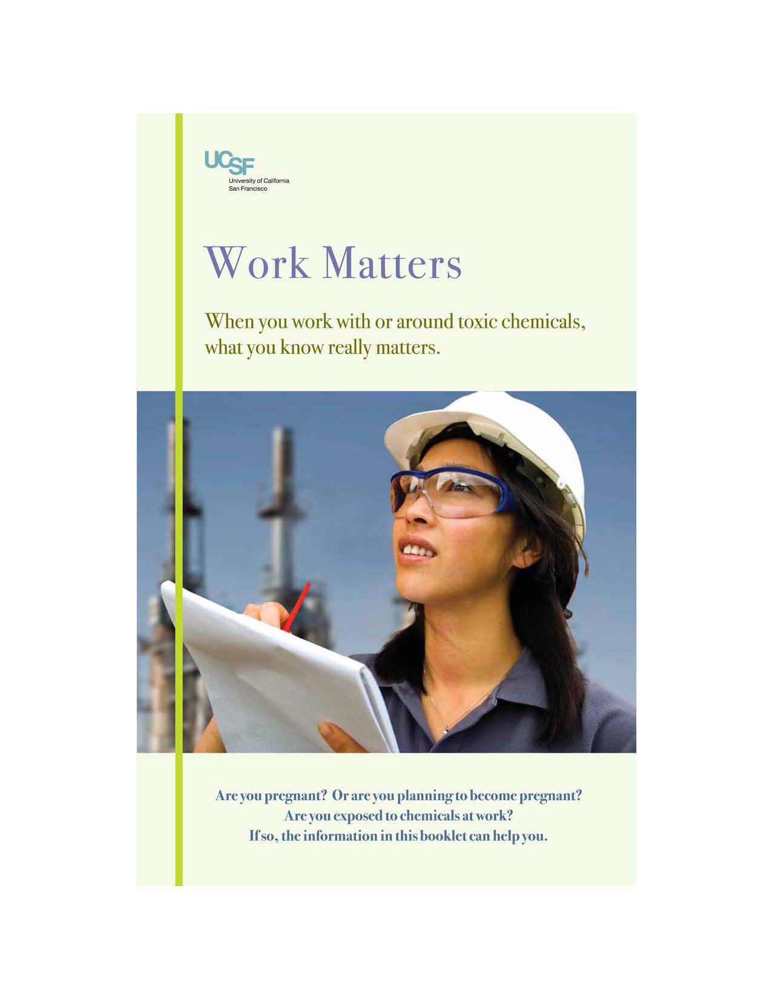 UCSF
University of California
San Francisco
Work Matters
When you work with or around toxic chemicals,
what you know really matters.
Are you pregnant? Or are you planning to become pregnant?
Are you exposed to chemicals at work?
If so, the information in this booklet can help you.